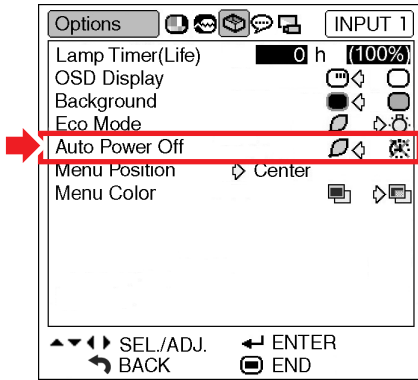 Options INPUT 1
Lamp Timer(Life) 0 h (100%)
OSD Display
Background
Eco Mode
Auto Power Off
Menu Position Center
Menu Color
SEL./ADJ. ENTER
BACK END